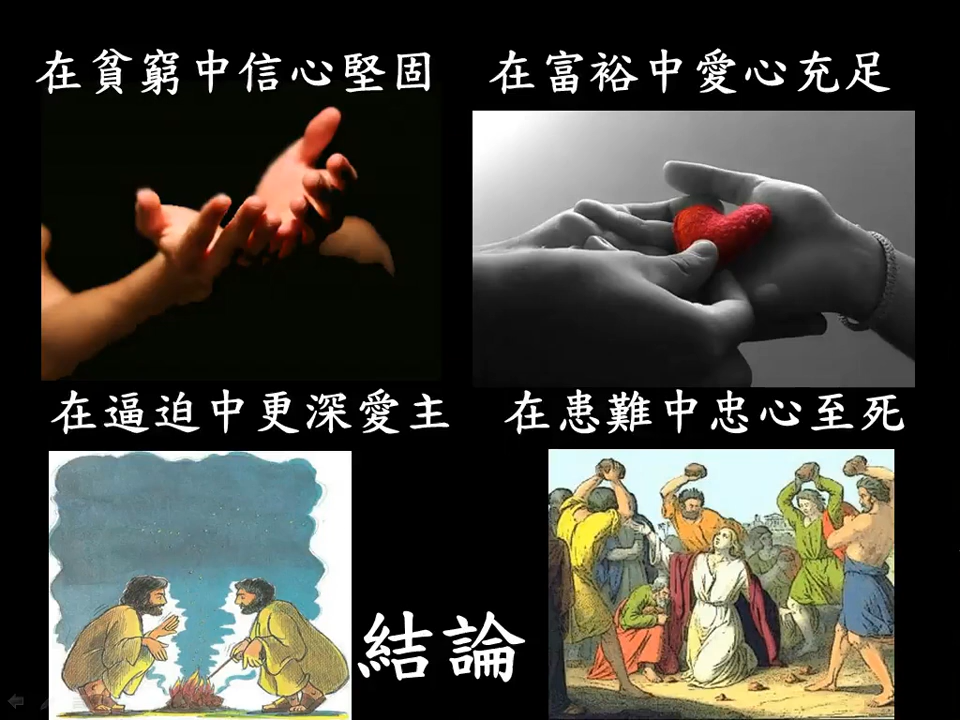 在貧窮中信心堅固
在富裕中愛心充足
在逼迫中更深愛主
在患難中忠心至死
結論